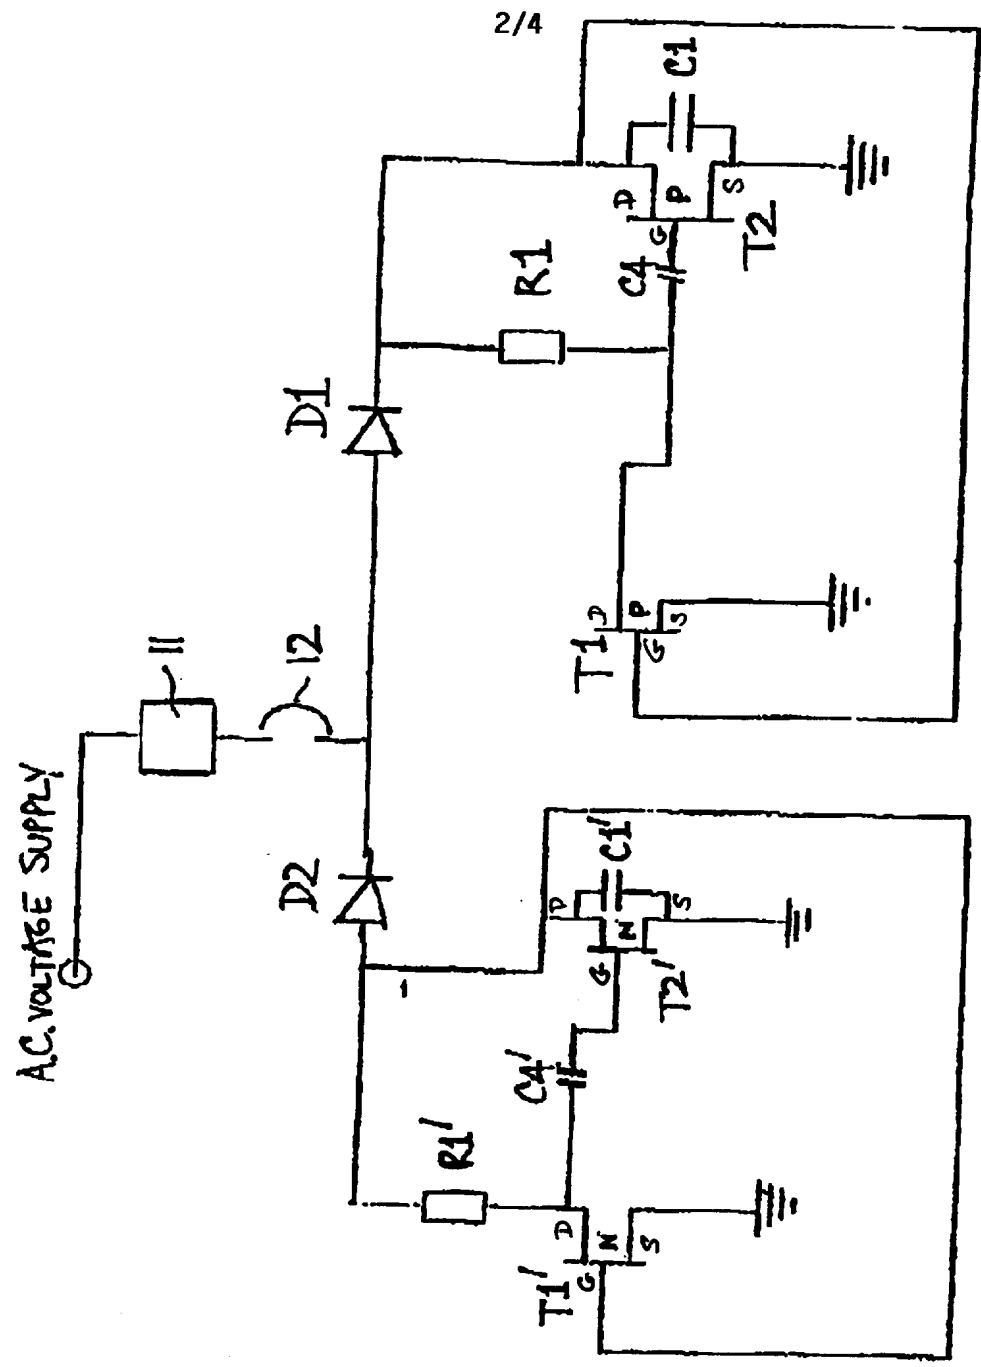 2/4
A.C. VOLTAGE SUPPLY
11
12
D2
D1
1
R1'
C4'
T1'
D
G
N
S
T2'
D
G
N
S
C1'
R1
C4
T1
D
G
P
S
T2
D
G
P
S
C1